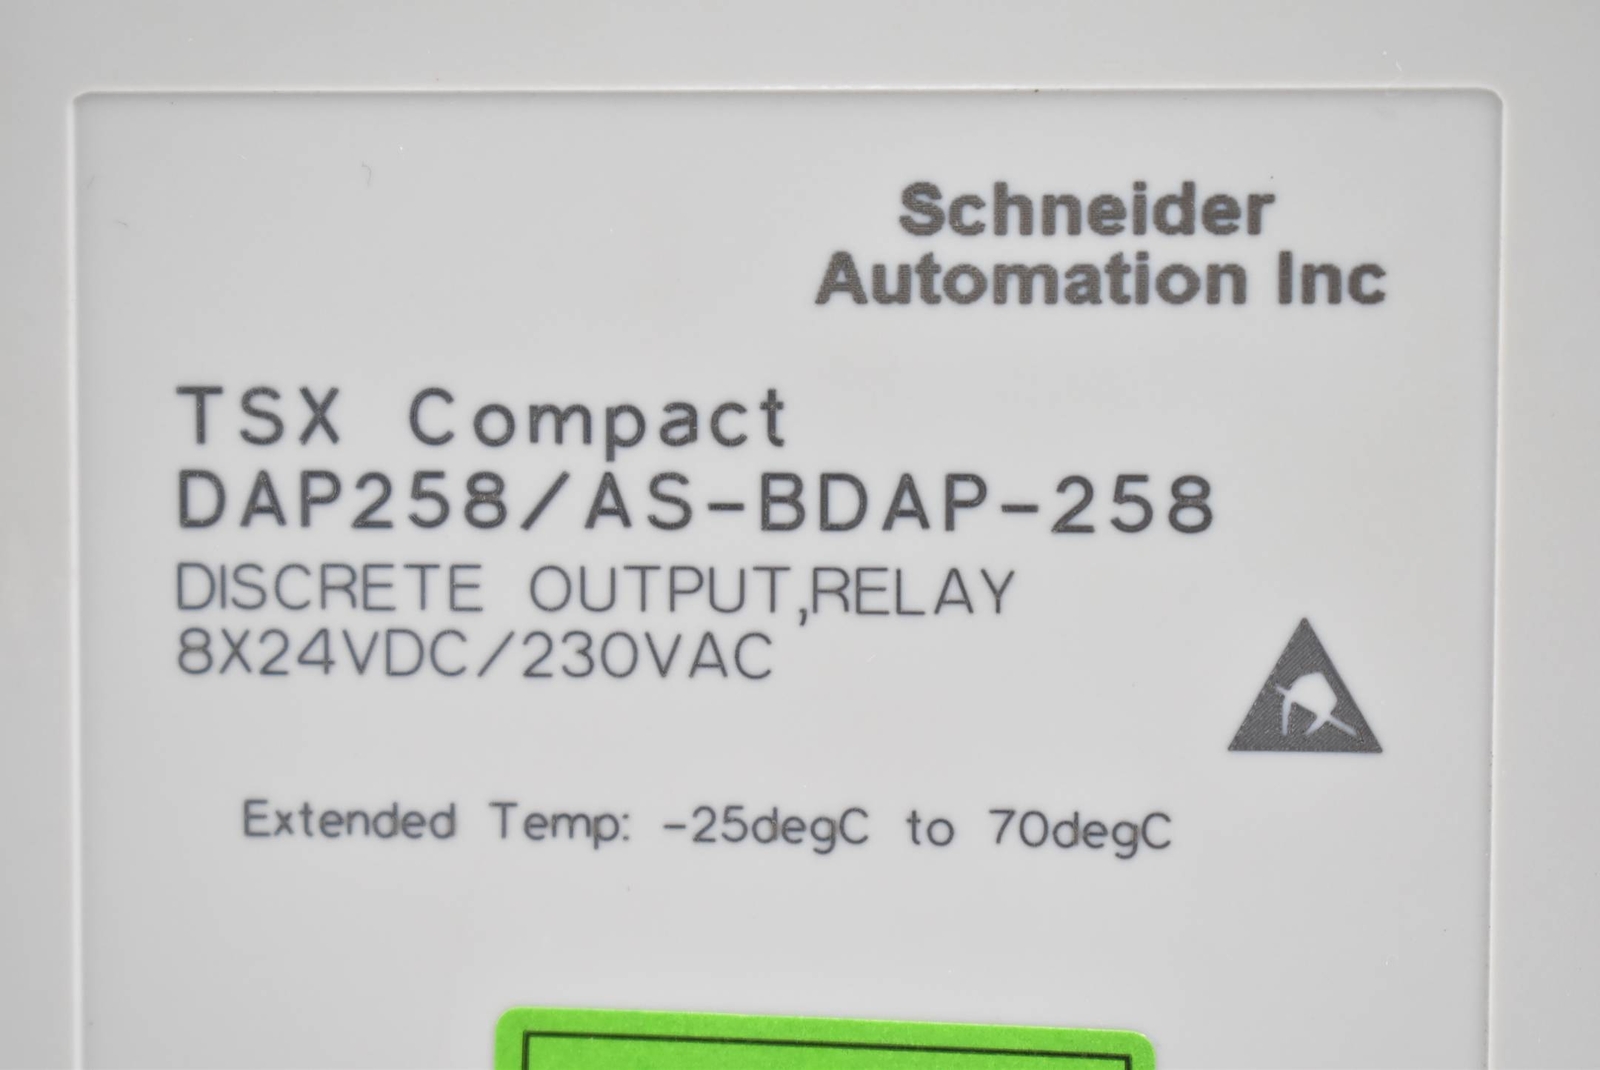 Schneider
Automation Inc
TSX Compact
DAP258/AS-BDAP-258
DISCRETE OUTPUT,RELAY
8X24VDC/230VAC
Extended Temp: -25degC to 70degC